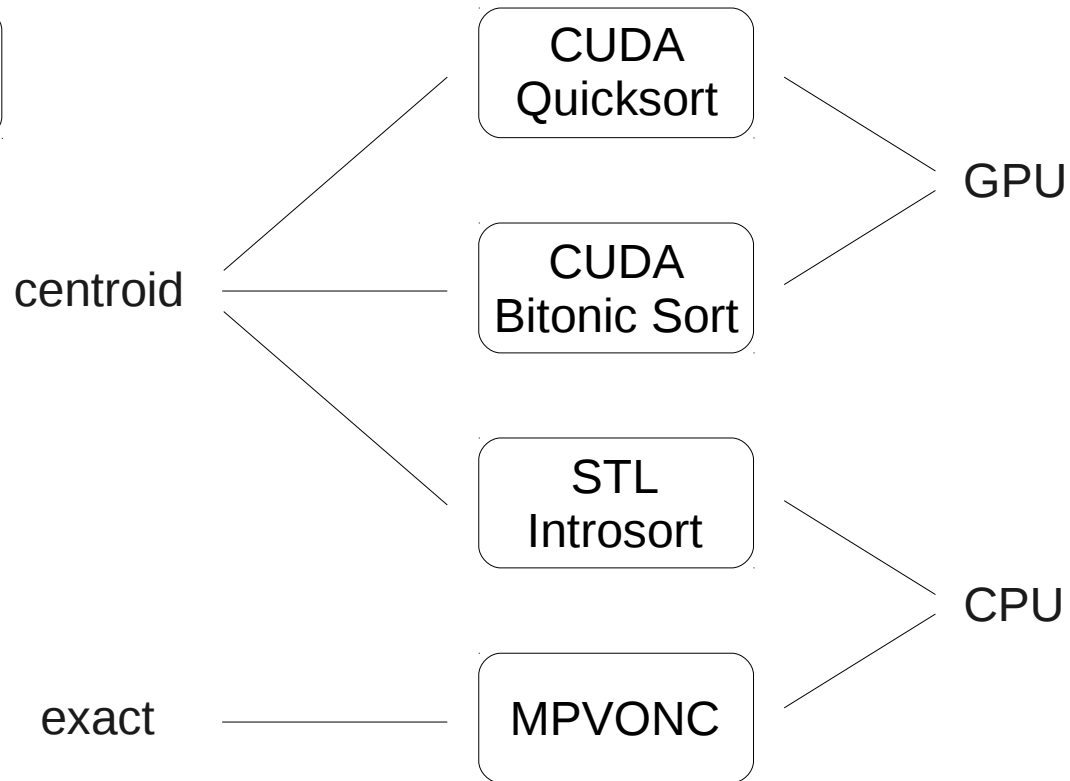 CUDA
Quicksort
GPU
centroid
CUDA
Bitonic Sort
STL
Introsort
CPU
exact
MPVONC